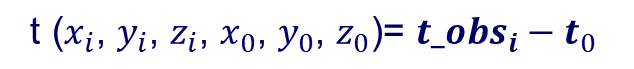 t (xᵢ, yᵢ, zᵢ, x₀, y₀, z₀)= t_obsᵢ − t₀